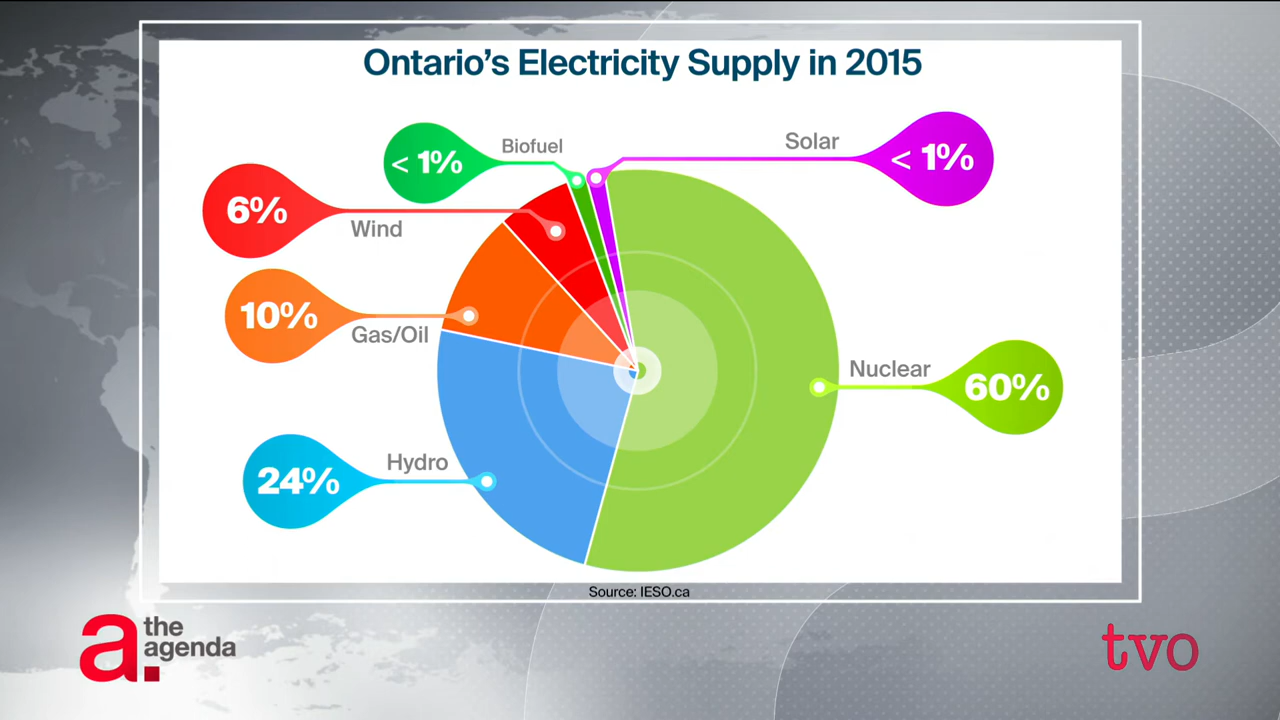 Ontario's Electricity Supply in 2015
< 1%
Biofuel
Solar
< 1%
6%
Wind
10%
Gas/Oil
Nuclear
60%
24%
Hydro
Source: IESO.ca
a. the agenda
tvo